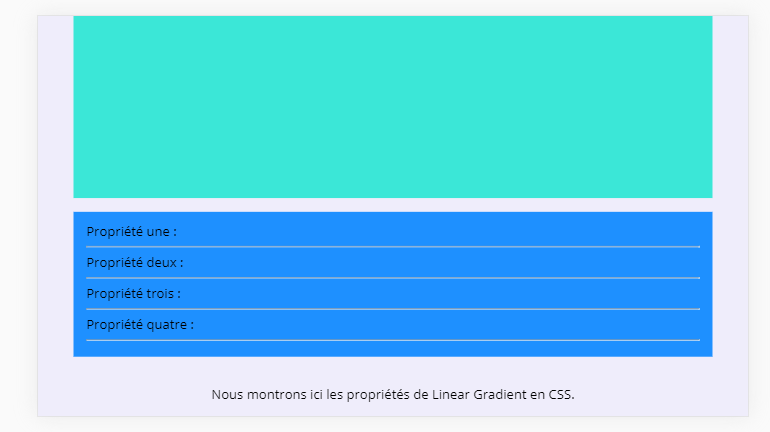 Propriété une :
Propriété deux :
Propriété trois :
Propriété quatre :
Nous montrons ici les propriétés de Linear Gradient en CSS.